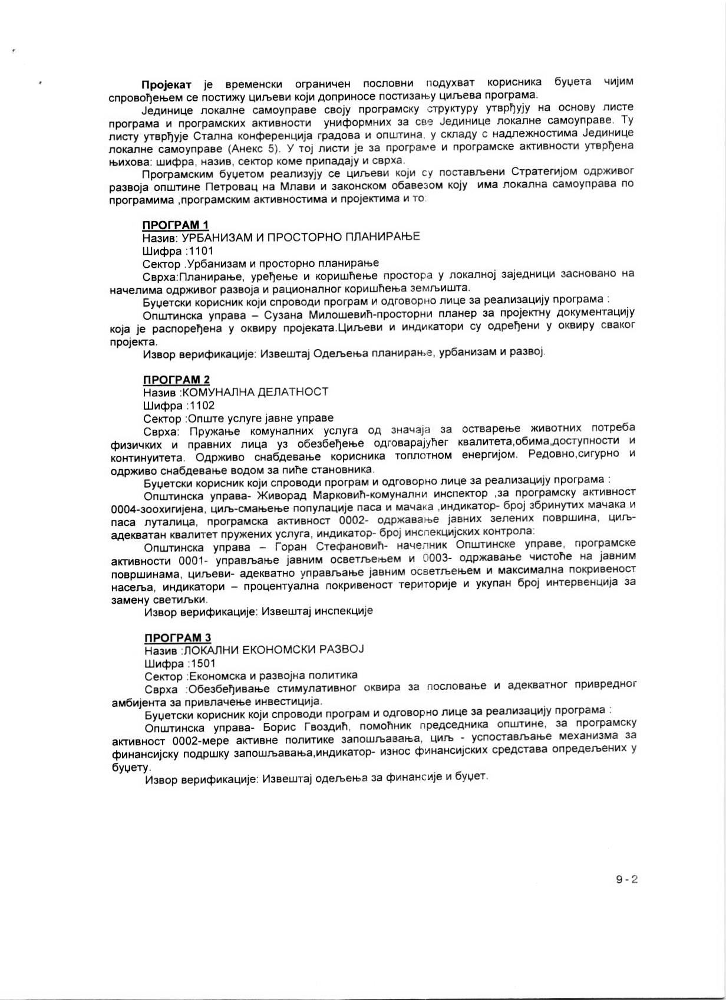 Пројекат је временски ограничен пословни подухват корисника буџета чијим
спровођењем се постижу циљеви који доприносе постизању циљева програма.
Јединице локалне самоуправе своју програмску структуру утврђују на основу листе
програма и програмских активности униформних за све Јединице локалне самоуправе. Ту
листу утврђује Стална конференција градова и општина, у складу с надлежностима Јединице
локалне самоуправе (Анекс 5). У тој листи је за програме и програмске активности утврђена
њихова: шифра, назив, сектор коме припадају и сврха.
Програмским буџетом реализују се циљеви који су постављени Стратегијом одрживог
развоја општине Петровац на Млави и законском обавезом коју има локална самоуправа по
програмима ,програмским активностима и пројектима и то:
ПРОГРАМ 1
Назив: УРБАНИЗАМ И ПРОСТОРНО ПЛАНИРАЊЕ
Шифра :1101
Сектор .Урбанизам и просторно планирање
Сврха:Планирање, уређење и коришћење простора у локалној заједници засновано на
начелима одрживог развоја и рационалног коришћења земљишта.
Буџетски корисник који спроводи програм и одговорно лице за реализацију програма :
Општинска управа – Сузана Милошевић-просторни планер за пројектну документацију
која је распоређена у оквиру пројеката.Циљеви и индикатори су одређени у оквиру сваког
пројекта.
Извор верификације: Извештај Одељења планирање, урбанизам и развој.
ПРОГРАМ 2
Назив :КОМУНАЛНА ДЕЛАТНОСТ
Шифра :1102
Сектор :Опште услуге јавне управе
Сврха: Пружање комуналних услуга од значаја за остварење животних потреба
физичких и правних лица уз обезбеђење одговарајућег квалитета,обима,доступности и
континуитета. Одрживо снабдевање корисника топлотном енергијом. Редовно,сигурно и
одрживо снабдевање водом за пиће становника.
Буџетски корисник који спроводи програм и одговорно лице за реализацију програма :
Општинска управа- Живорад Марковић-комунални инспектор ,за програмску активност
0004-зоохигијена, циљ-смањење популације паса и мачака ,индикатор- број збринутих мачака и
паса луталица, програмска активност 0002- одржавање јавних зелених површина, циљ-
адекватан квалитет пружених услуга, индикатор- број инспекцијских контрола:
Општинска управа – Горан Стефановић- начелник Општинске управе, програмске
активности 0001- управљање јавним осветљењем и 0003- одржавање чистоће на јавним
површинама, циљеви- адекватно управљање јавним осветљењем и максимална покривеност
насеља, индикатори – процентуална покривеност територије и укупан број интервенција за
замену светиљки.
Извор верификације: Извештај инспекције
ПРОГРАМ 3
Назив :ЛОКАЛНИ ЕКОНОМСКИ РАЗВОЈ
Шифра :1501
Сектор :Економска и развојна политика
Сврха :Обезбеђивање стимулативног оквира за пословање и адекватног привредног
амбијента за привлачење инвестиција.
Буџетски корисник који спроводи програм и одговорно лице за реализацију програма :
Општинска управа- Борис Гвоздић, помоћник председника општине, за програмску
активност 0002-мере активне политике запошљавања, циљ - успостављање механизма за
финансијску подршку запошљавања,индикатор- износ финансијских средстава опредељених у
буџету.
Извор верификације: Извештај одељења за финансије и буџет.
9 - 2